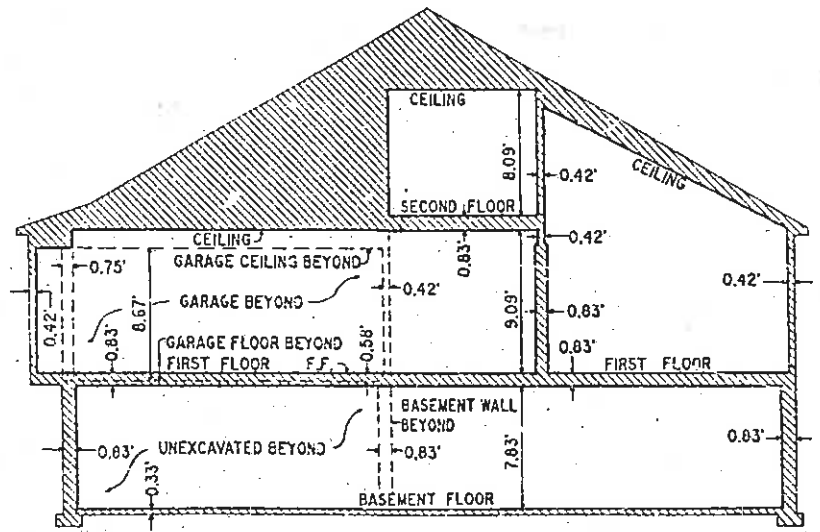 CEILING
8.09'
0.42'
CEILING
SECOND FLOOR
CEILING
0.83'
0.42'
GARAGE CEILING BEYOND
0.75'
8.67'
GARAGE BEYOND
0.42'
9.09'
0.42'
0.42'
0.83'
0.83'
GARAGE FLOOR BEYOND
0.58'
0.83'
FIRST FLOOR
F.F.
FIRST FLOOR
BASEMENT WALL
BEYOND
0.83'
UNEXCAVATED BEYOND
0.83'
7.83'
0.83'
0.33'
BASEMENT FLOOR